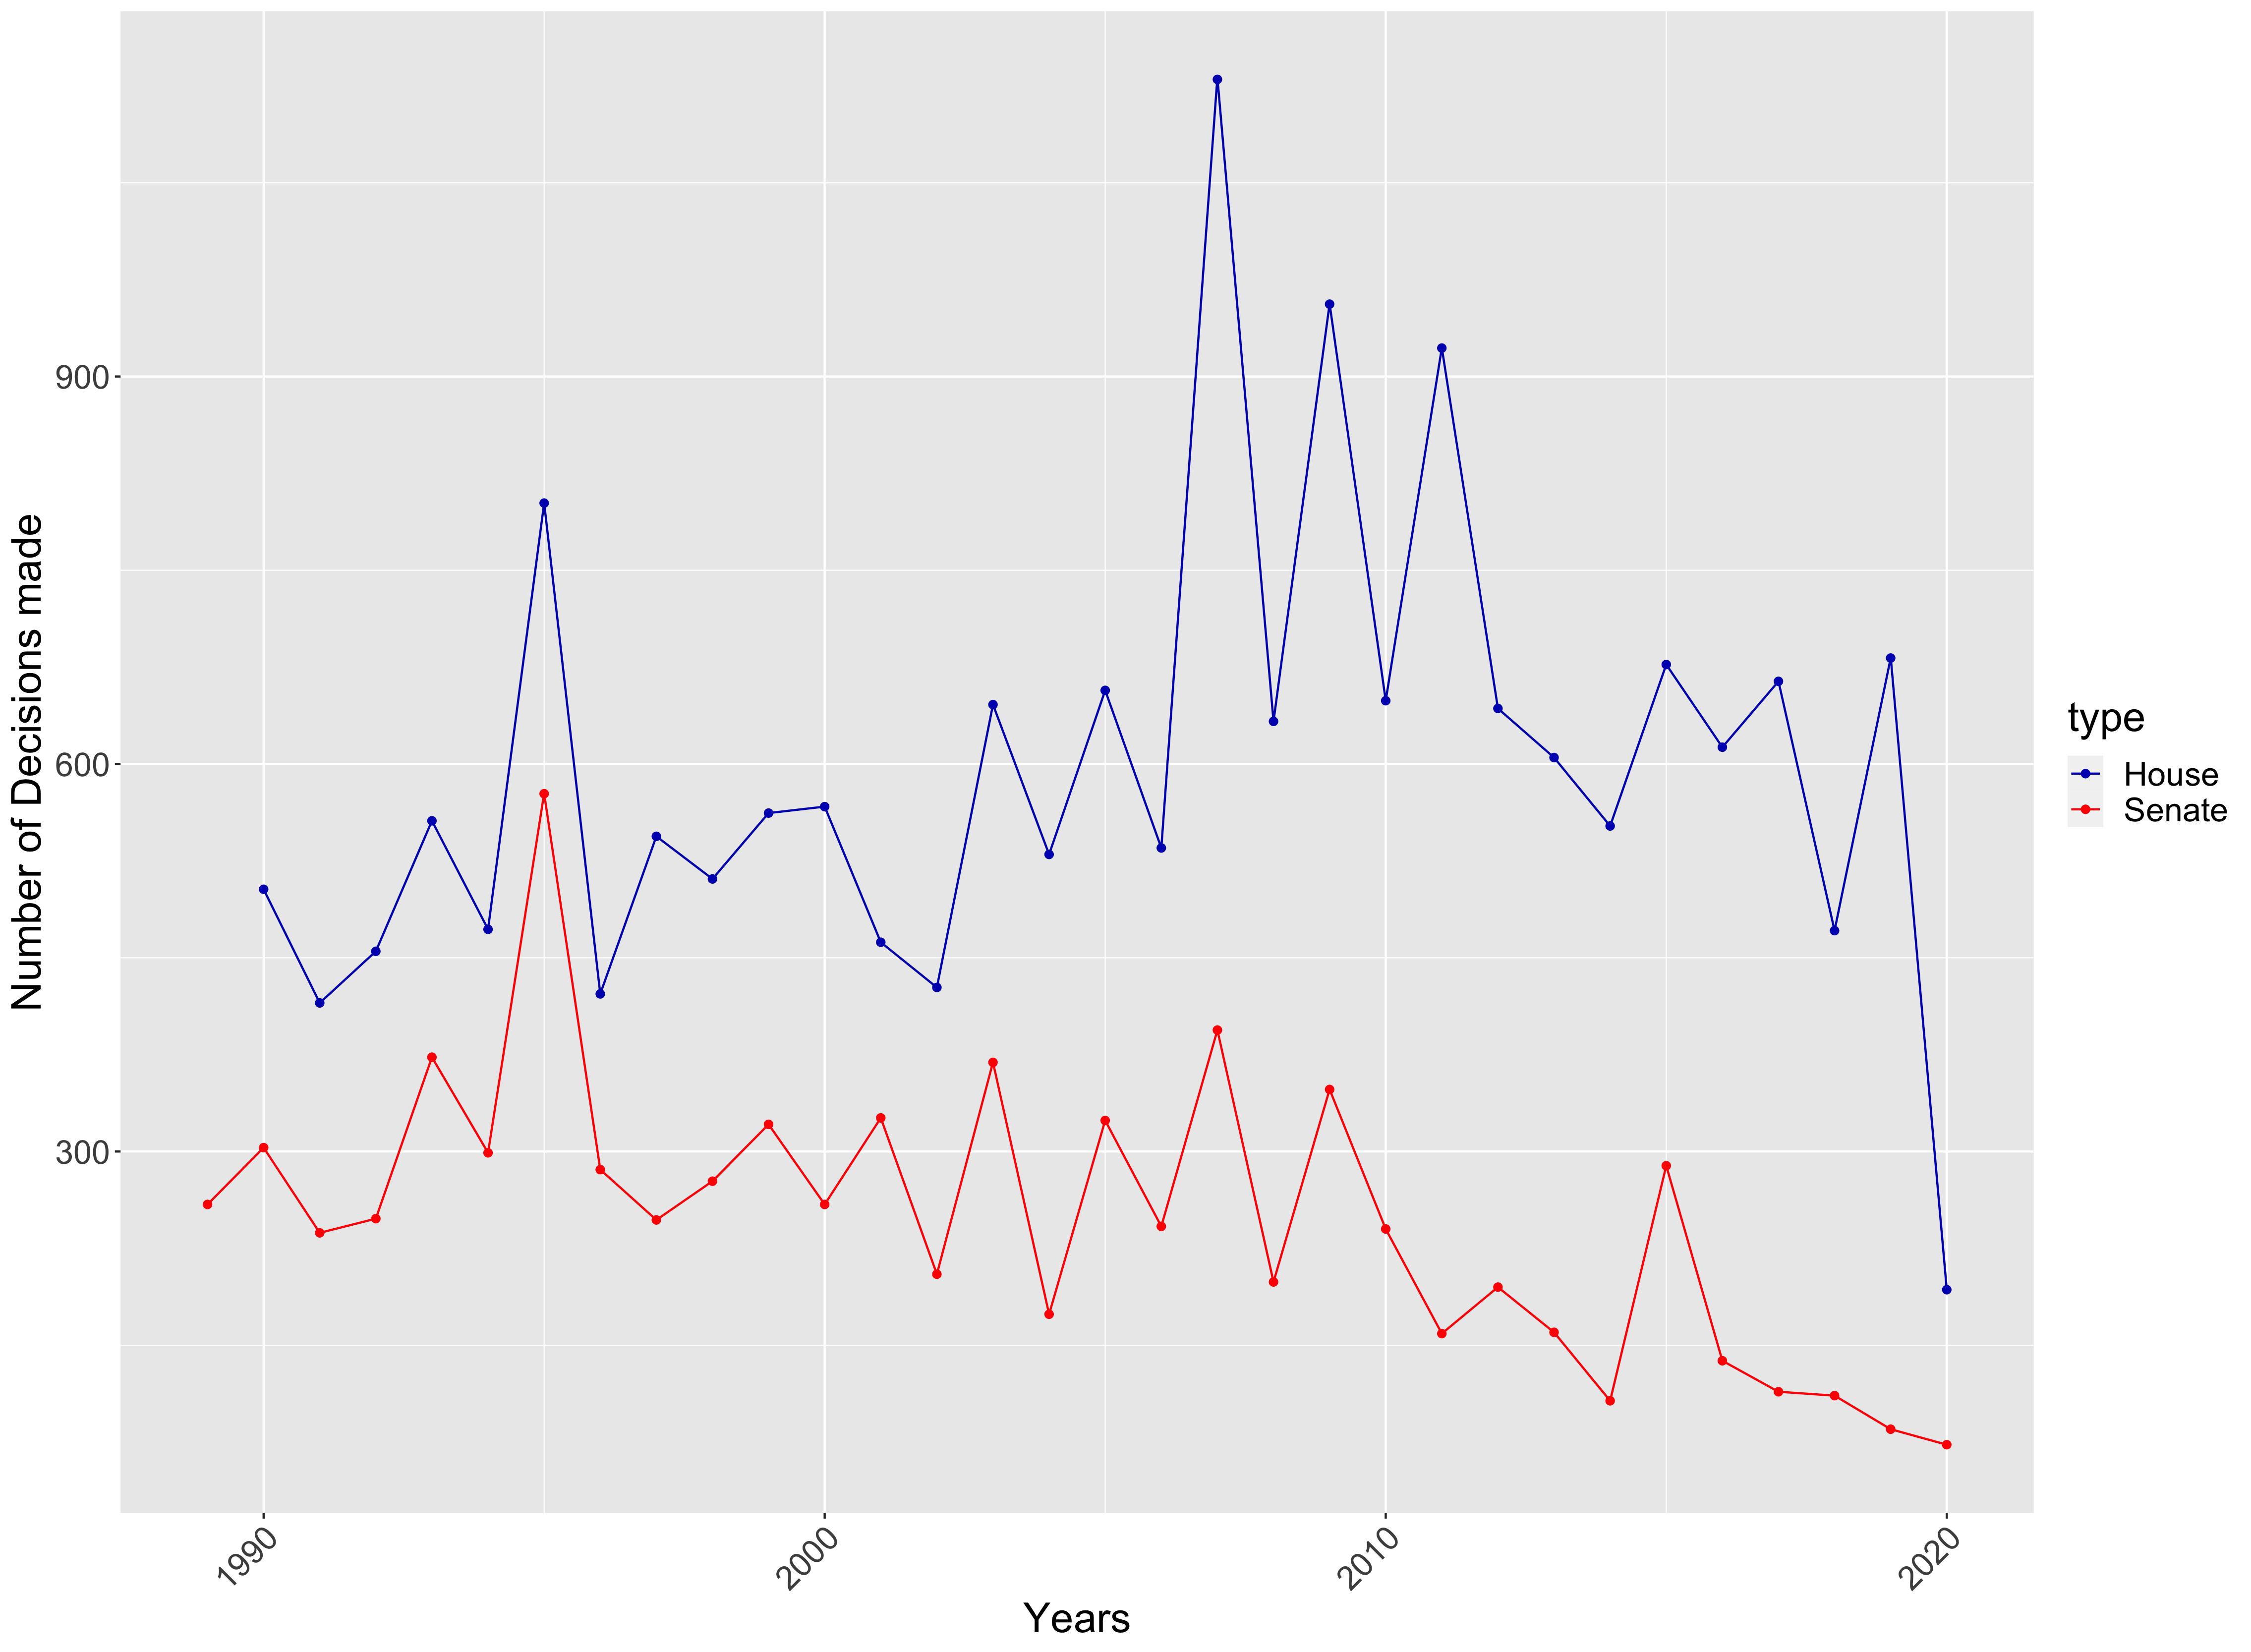 Number of Decisions made
900
600
300
1990
2000
2010
2020
Years
type
House
Senate